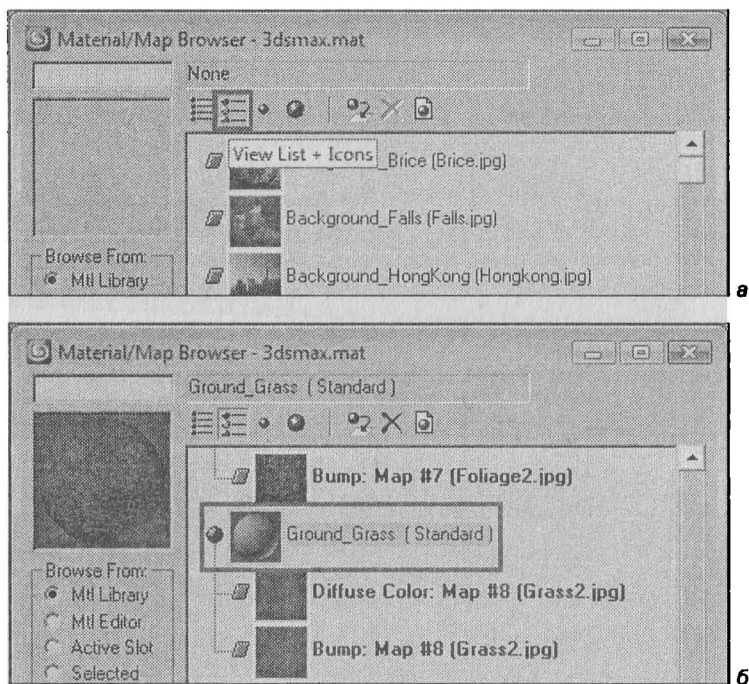 Material/Map Browser - 3dsmax.mat
None
View List + Icons
_Brice (Brice.jpg)
Background_Falls (Falls.jpg)
Background_HongKong (Hongkong.jpg)
Browse From:
Mtl Library
а
Material/Map Browser - 3dsmax.mat
Ground_Grass ( Standard )
Bump: Map #7 (Foliage2.jpg)
Ground_Grass ( Standard )
Diffuse Color: Map #8 (Grass2.jpg)
Bump: Map #8 (Grass2.jpg)
Browse From:
Mtl Library
Mtl Editor
Active Slot
Selected
б